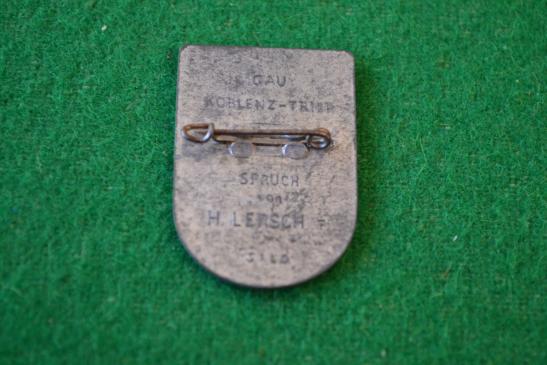 GAU
KOBLENZ-TRIER
SPRUCH
H. LERSCH